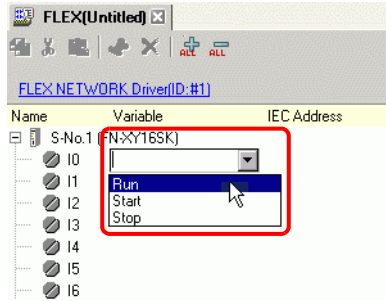 FLEX(Untitled)
ALL ALL
FLEX NETWORK Driver(ID:#1)
Name Variable IEC Address
S-No.1 (FN-XY16SK)
I0
I1 Run
I2 Start
I3 Stop
I4
I5
I6